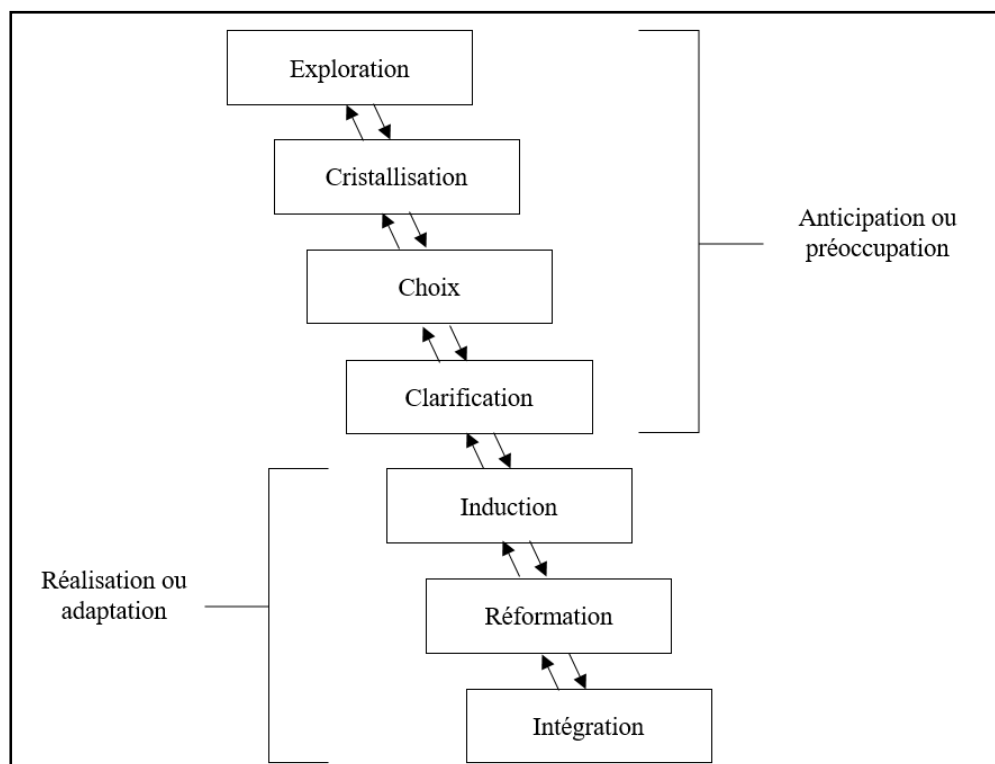 Exploration
Cristallisation
Choix
Clarification
Anticipation ou
préoccupation
Induction
Réformation
Intégration
Réalisation ou
adaptation